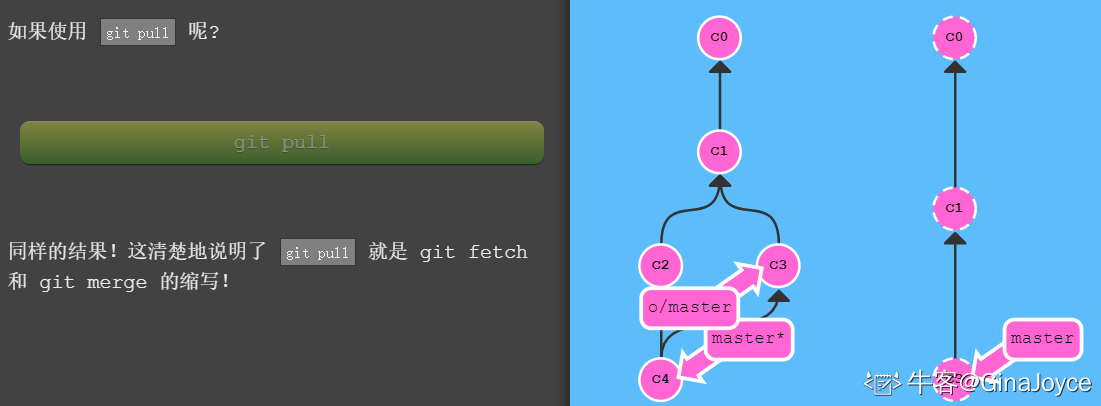 如果使用 git pull 呢?
git pull
同样的结果！这清楚地说明了 git pull 就是 git fetch
和 git merge 的缩写！
C0
C1
C2
C3
o/master
master*
C4
C0
C1
master
牛客@GinaJoyce